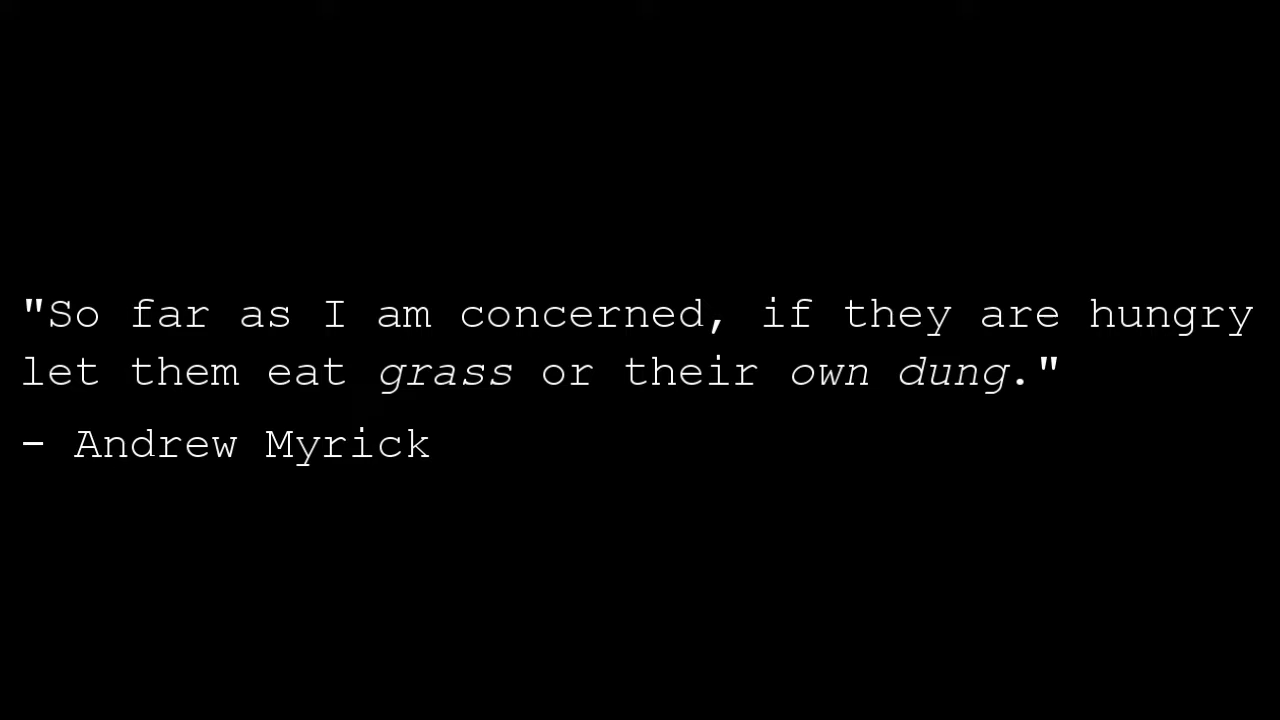 "So far as I am concerned, if they are hungry
let them eat grass or their own dung."
- Andrew Myrick